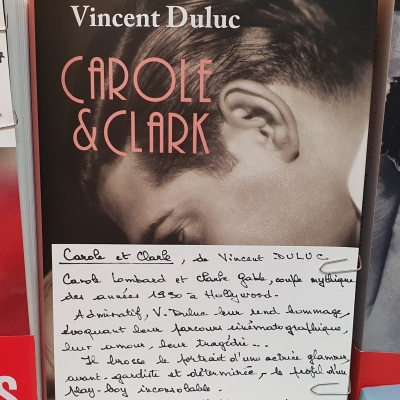 Vincent Duluc
CAROLE
& CLARK
Carole et Clark, de Vincent DULUC
Carole Lombard et Clark Gable, couple mythique
des années 1930 à Hollywood.
Admiratif, V. Duluc leur rend hommage,
évoquant leur parcours cinématographique,
leur amour, leur tragédie...
Il brosse le portrait d'une actrice glamour,
avant-gardiste et déterminée, le profil d'un
play-boy inconsolable.
S